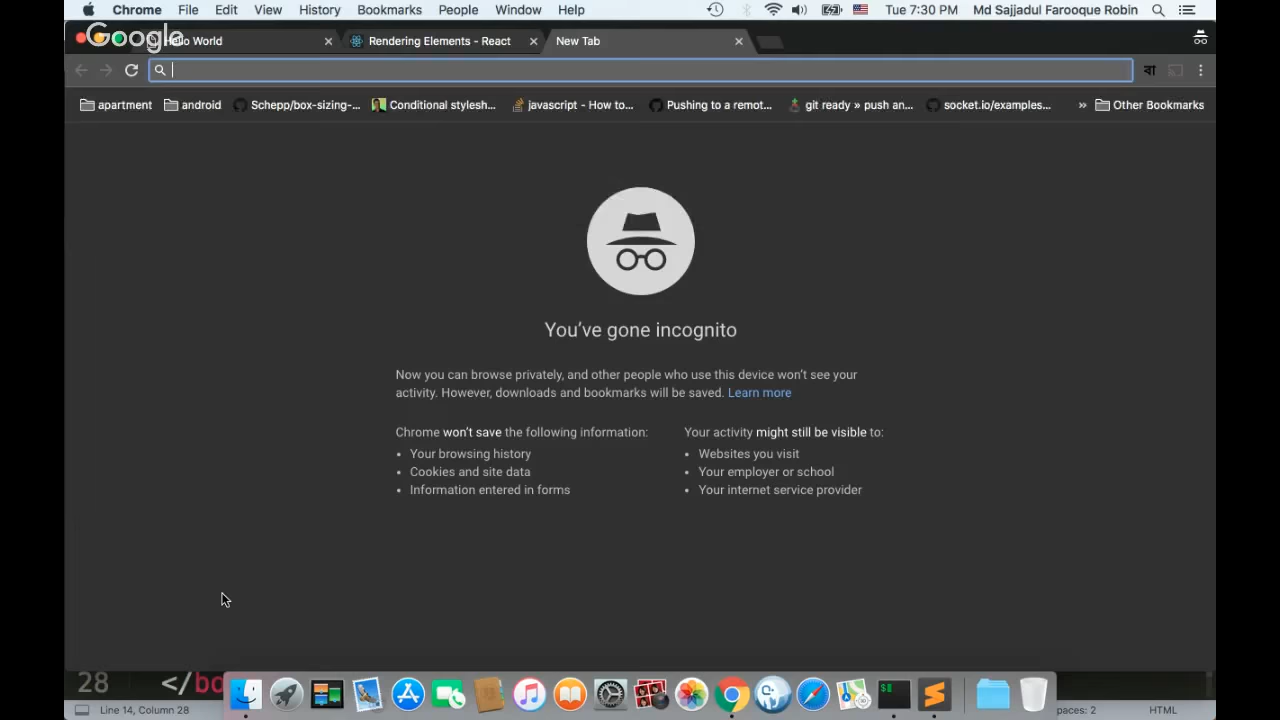 Chrome File Edit View History Bookmarks People Window Help Tue 7:30 PM Md Sajjadul Farooque Robin
Google
Hello World Rendering Elements - React New Tab
বা
apartment android Schepp/box-sizing-... Conditional stylesh... javascript - How to... Pushing to a remot... git ready » push an... socket.io/examples... » Other Bookmarks
You've gone incognito
Now you can browse privately, and other people who use this device won't see your
activity. However, downloads and bookmarks will be saved. Learn more
Chrome won't save the following information:
• Your browsing history
• Cookies and site data
• Information entered in forms
Your activity might still be visible to:
• Websites you visit
• Your employer or school
• Your internet service provider
28 </bo
Line 14, Column 28 paces: 2 HTML